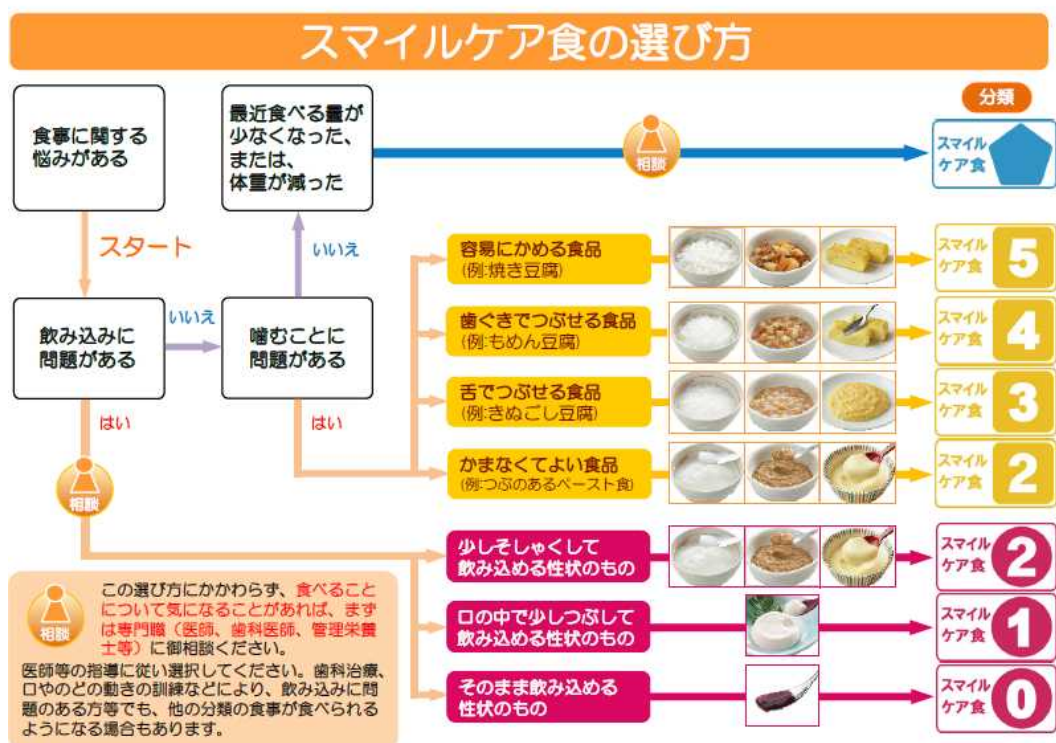 スマイルケア食の選び方
食事に関する
悩みがある
最近食べる量が
少なくなった、
または、
体重が減った
相談
分類
スマイル
ケア食
スタート
いいえ
飲み込みに
問題がある
いいえ
噛むことに
問題がある
はい
はい
相談
容易にかめる食品
(例:焼き豆腐)
スマイル
ケア食
5
歯ぐきでつぶせる食品
(例:もめん豆腐)
スマイル
ケア食
4
舌でつぶせる食品
(例:きぬごし豆腐)
スマイル
ケア食
3
かまなくてよい食品
(例:つぶのあるペースト食)
スマイル
ケア食
2
少しそしゃくして
飲み込める性状のもの
スマイル
ケア食
2
口の中で少しつぶして
飲み込める性状のもの
スマイル
ケア食
1
そのまま飲み込める
性状のもの
スマイル
ケア食
0
相談
この選び方にかかわらず、食べること
について気になることがあれば、まず
は専門職(医師、歯科医師、管理栄養
士等)に御相談ください。
医師等の指導に従い選択してください。歯科治療、
口やのどの動きの訓練などにより、飲み込みに問
題のある方等でも、他の分類の食事が食べられる
ようになる場合もあります。